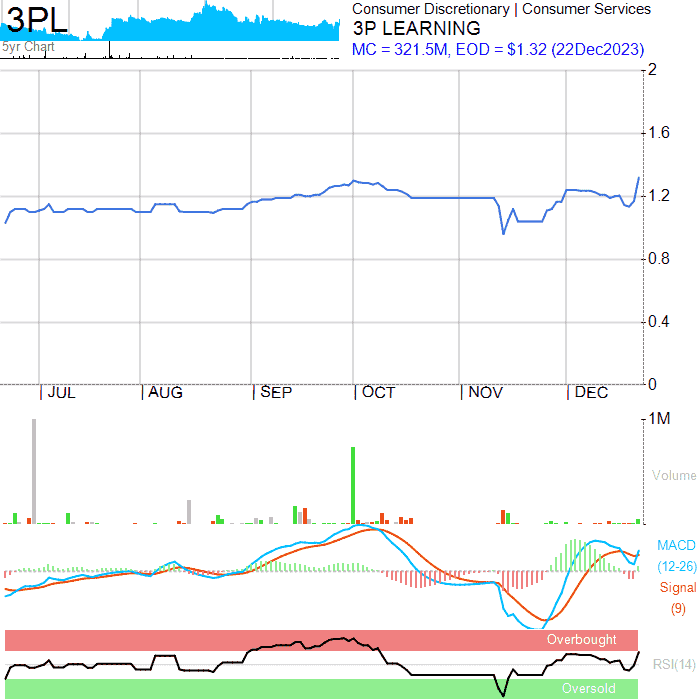 3PL
5yr Chart
Consumer Discretionary | Consumer Services
3P LEARNING
MC = 321.5M, EOD = $1.32 (22Dec2023)
2
1.6
1.2
0.8
0.4
0
JUL AUG SEP OCT NOV DEC
1M
Volume
MACD
(12-26)
Signal
(9)
Overbought
RSI(14)
Oversold